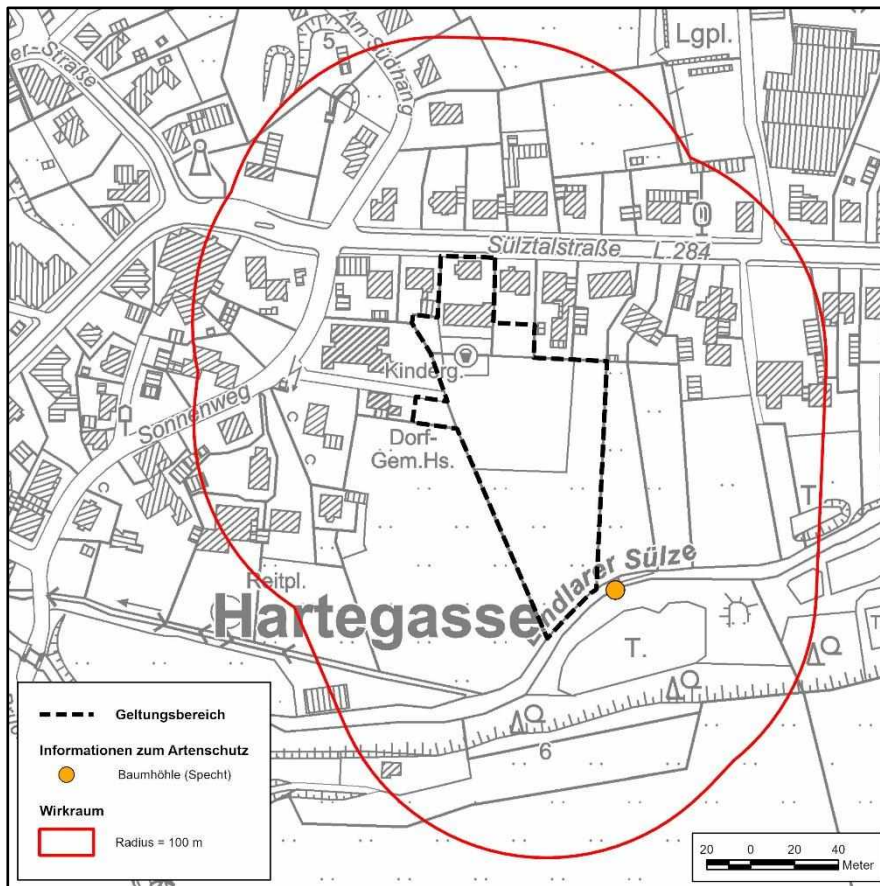 er-Straße
5
Am Südhang
Lgpl.
Sülztalstraße L 284
Kinderg.
Sonnenweg
Dorf-
Gem.Hs.
T.
Lindlarer Sülze
Reitpl.
Hartegasse
T.
6
Geltungsbereich
Informationen zum Artenschutz
Baumhöhle (Specht)
Wirkraum
Radius = 100 m
20 0 20 40
Meter